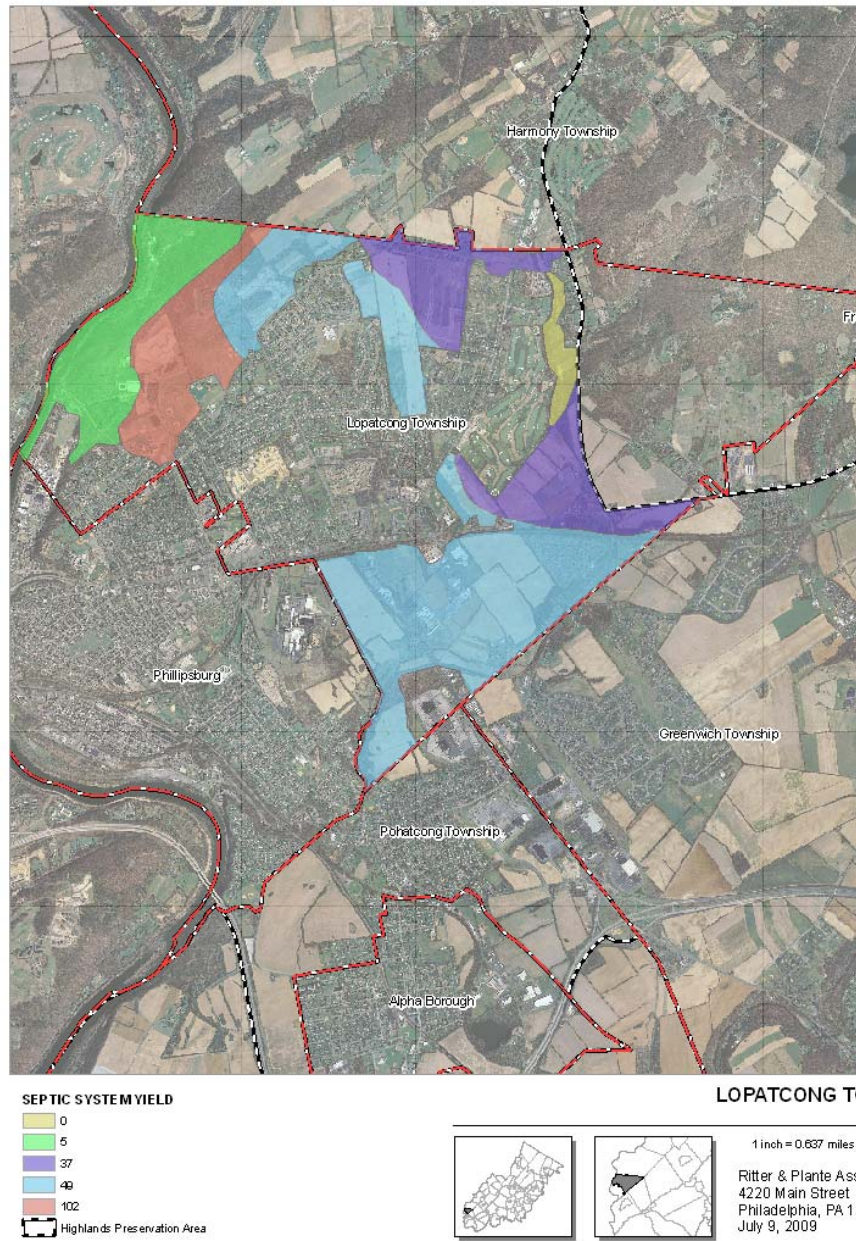 Harmony Township
Fr
Lopatcong Township
Phillipsburg
Greenwich Township
Pohatcong Township
Alpha Borough
SEPTIC SYSTEM YIELD
0
5
37
49
102
Highlands Preservation Area
LOPATCONG TO
1 inch = 0.637 miles
Ritter & Plante Ass
4220 Main Street
Philadelphia, PA 1
July 9, 2009